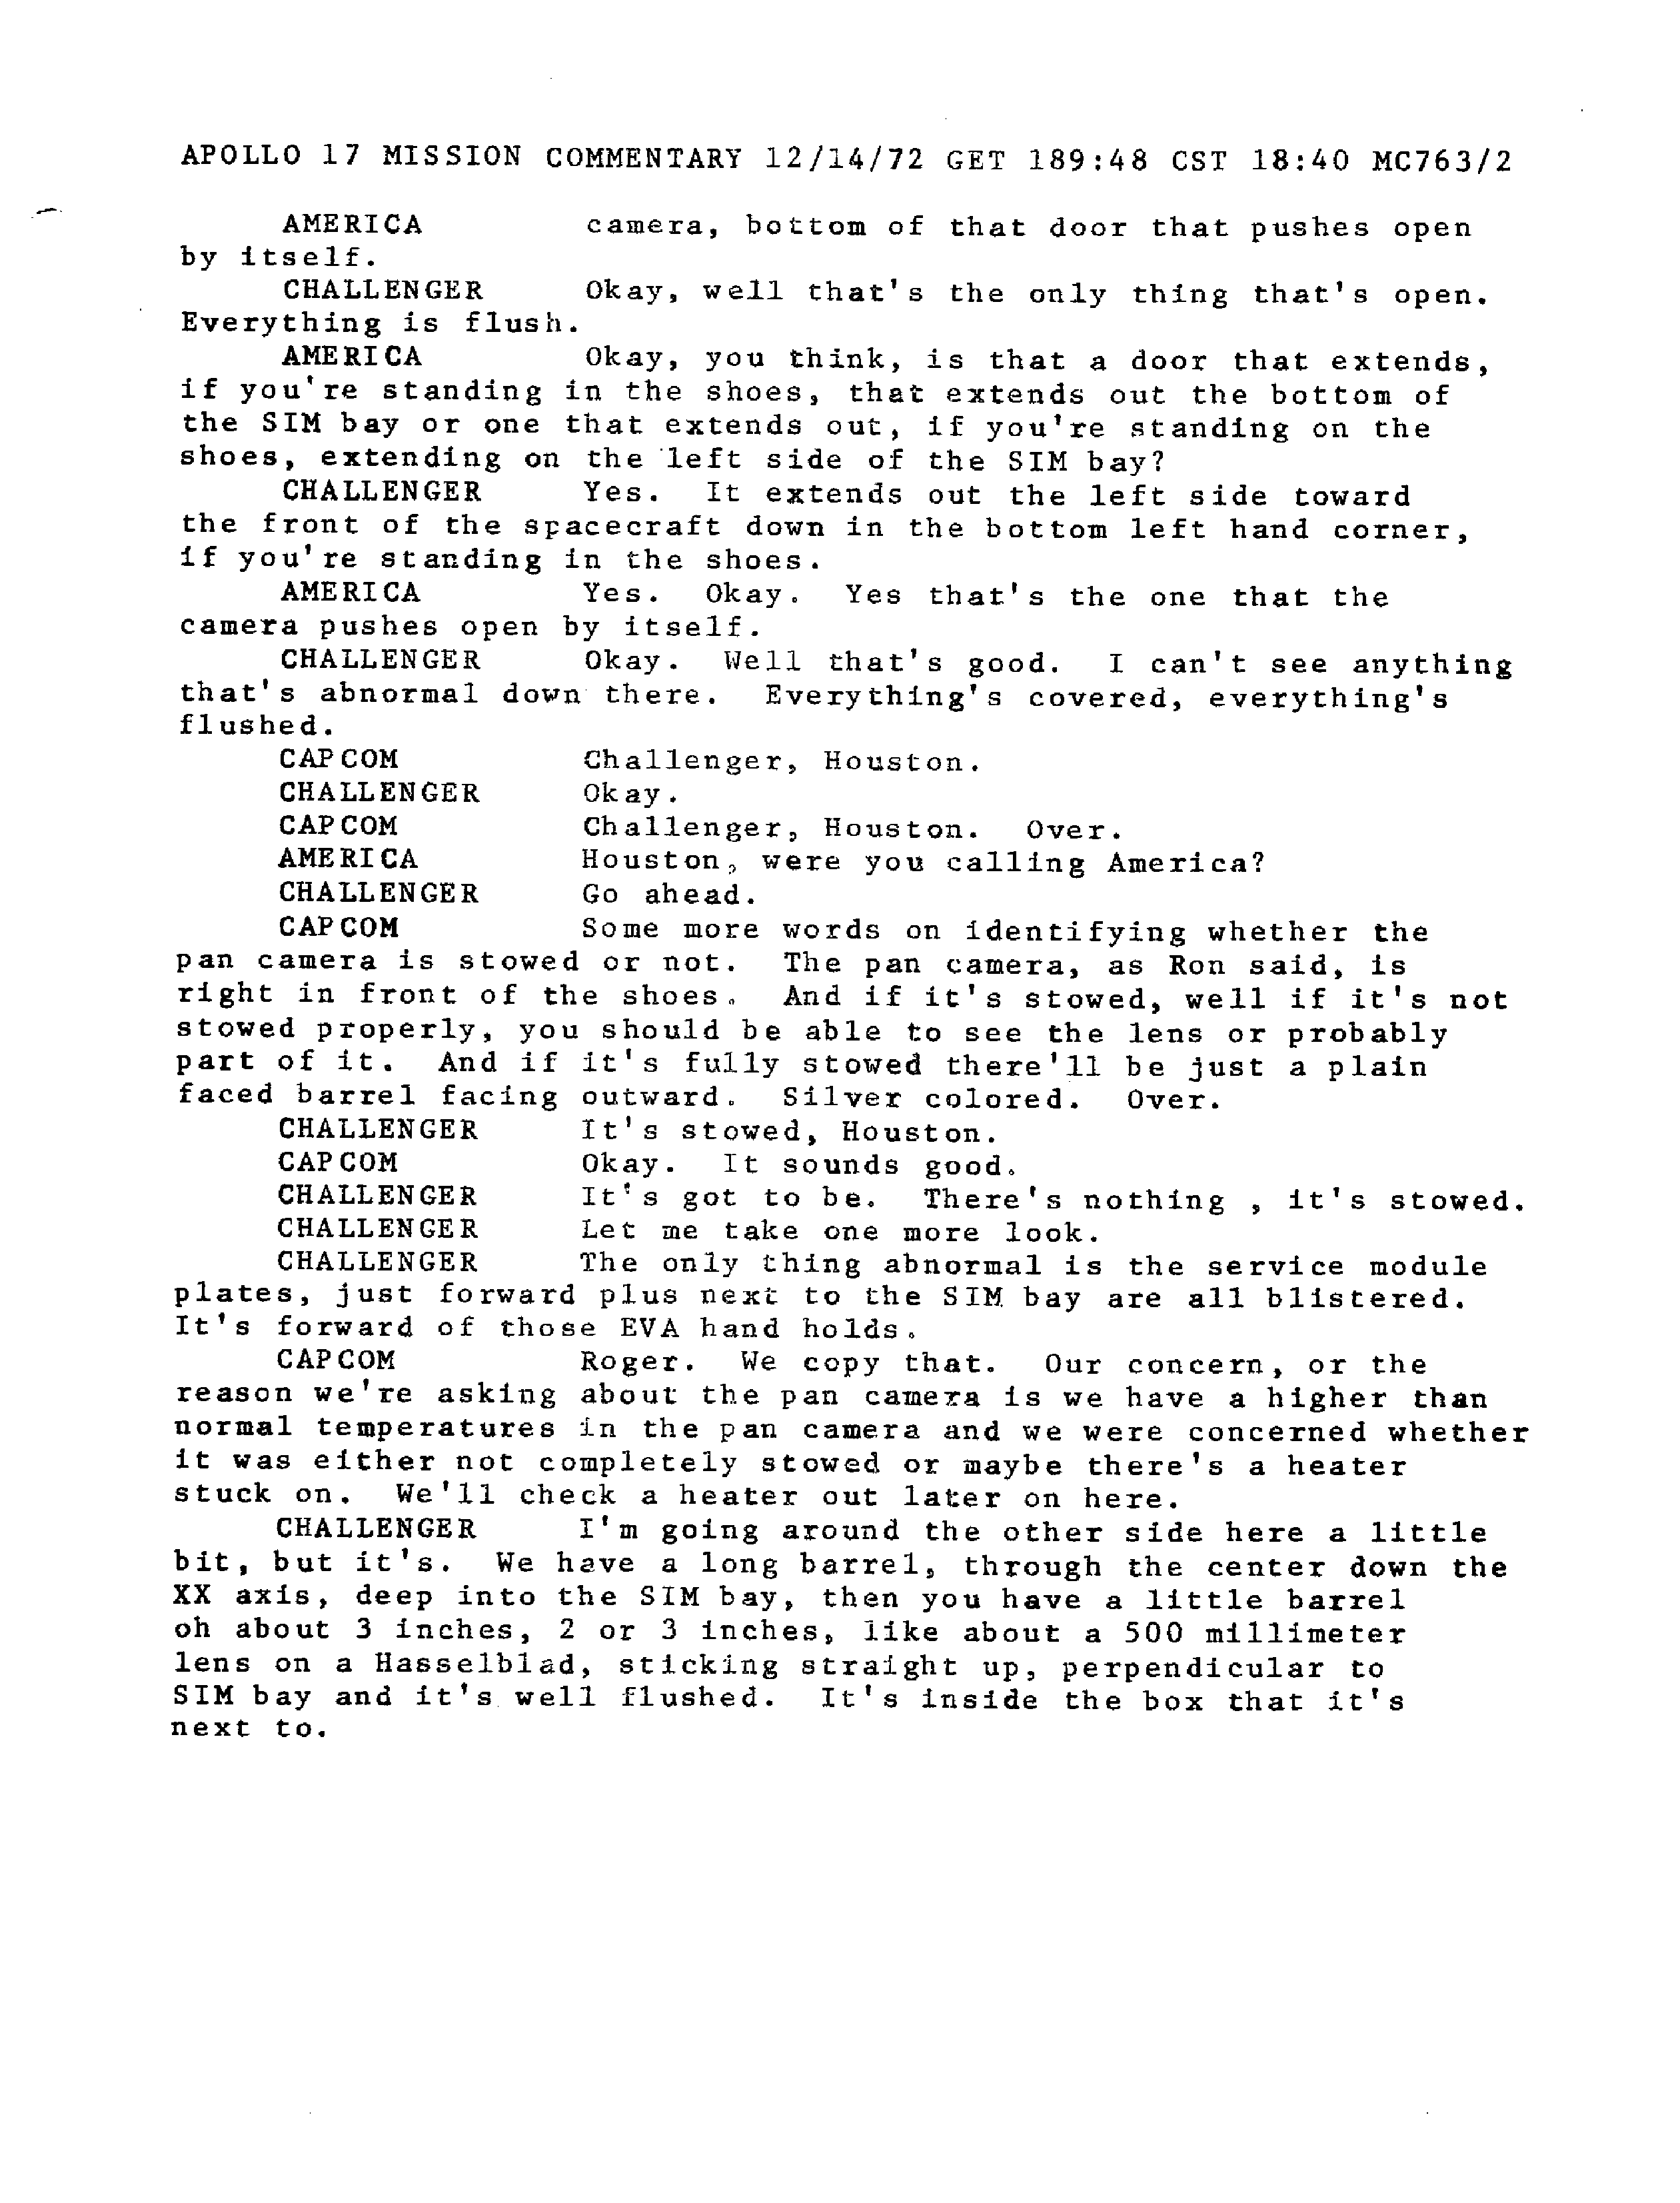 APOLLO 17 MISSION COMMENTARY 12/14/72 GET 189:48 CST 18:40 MC763/2
AMERICA camera, bottom of that door that pushes open
by itself.
CHALLENGER Okay, well that's the only thing that's open.
Everything is flush.
AMERICA Okay, you think, is that a door that extends,
if you're standing in the shoes, that extends out the bottom of
the SIM bay or one that extends out, if you're standing on the
shoes, extending on the left side of the SIM bay?
CHALLENGER Yes. It extends out the left side toward
the front of the spacecraft down in the bottom left hand corner,
if you're standing in the shoes.
AMERICA Yes. Okay. Yes that's the one that the
camera pushes open by itself.
CHALLENGER Okay. Well that's good. I can't see anything
that's abnormal down there. Everything's covered, everything's
flushed.
CAPCOM Challenger, Houston.
CHALLENGER Okay.
CAPCOM Challenger, Houston. Over.
AMERICA Houston, were you calling America?
CHALLENGER Go ahead.
CAPCOM Some more words on identifying whether the
pan camera is stowed or not. The pan camera, as Ron said, is
right in front of the shoes. And if it's stowed, well if it's not
stowed properly, you should be able to see the lens or probably
part of it. And if it's fully stowed there'll be just a plain
faced barrel facing outward. Silver colored. Over.
CHALLENGER It's stowed, Houston.
CAPCOM Okay. It sounds good.
CHALLENGER It's got to be. There's nothing , it's stowed.
CHALLENGER Let me take one more look.
CHALLENGER The only thing abnormal is the service module
plates, just forward plus next to the SIM bay are all blistered.
It's forward of those EVA hand holds.
CAPCOM Roger. We copy that. Our concern, or the
reason we're asking about the pan camera is we have a higher than
normal temperatures in the pan camera and we were concerned whether
it was either not completely stowed or maybe there's a heater
stuck on. We'll check a heater out later on here.
CHALLENGER I'm going around the other side here a little
bit, but it's. We have a long barrel, through the center down the
XX axis, deep into the SIM bay, then you have a little barrel
oh about 3 inches, 2 or 3 inches, like about a 500 millimeter
lens on a Hasselblad, sticking straight up, perpendicular to
SIM bay and it's well flushed. It's inside the box that it's
next to.